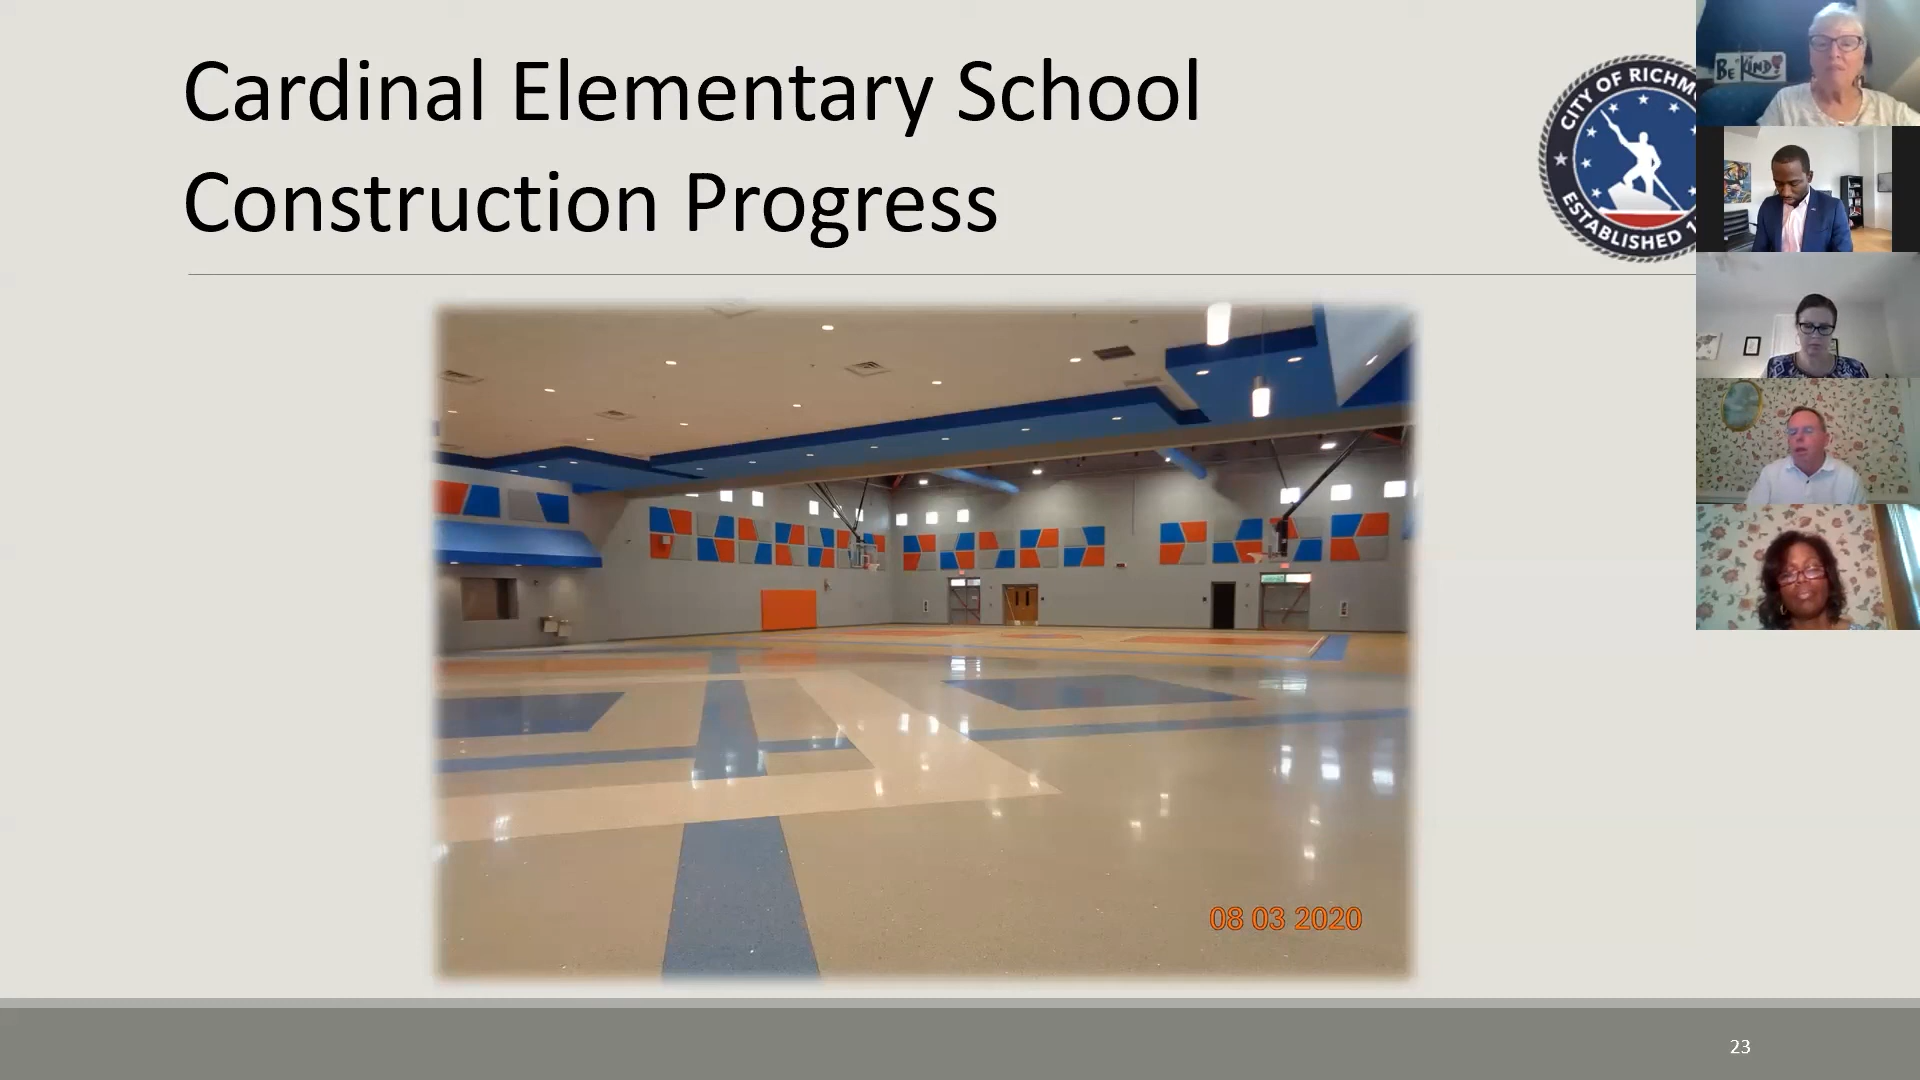 Cardinal Elementary School
Construction Progress
CITY OF RICHM
ESTABLISHED 1
BE KIND
08 03 2020
23